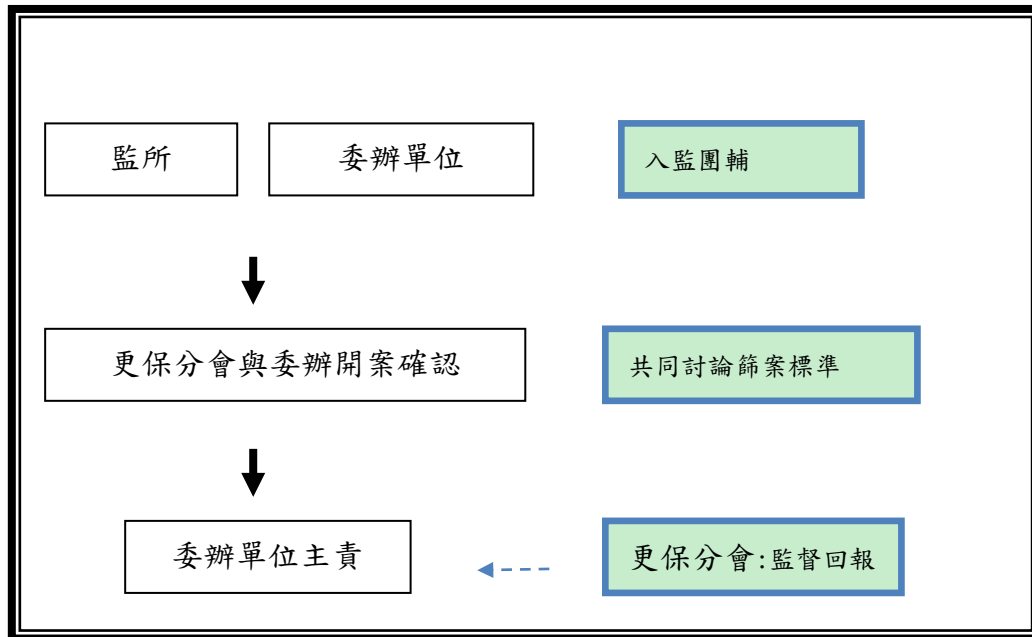 監所
委辦單位
入監團輔
更保分會與委辦開案確認
共同討論篩案標準
委辦單位主責
更保分會:監督回報